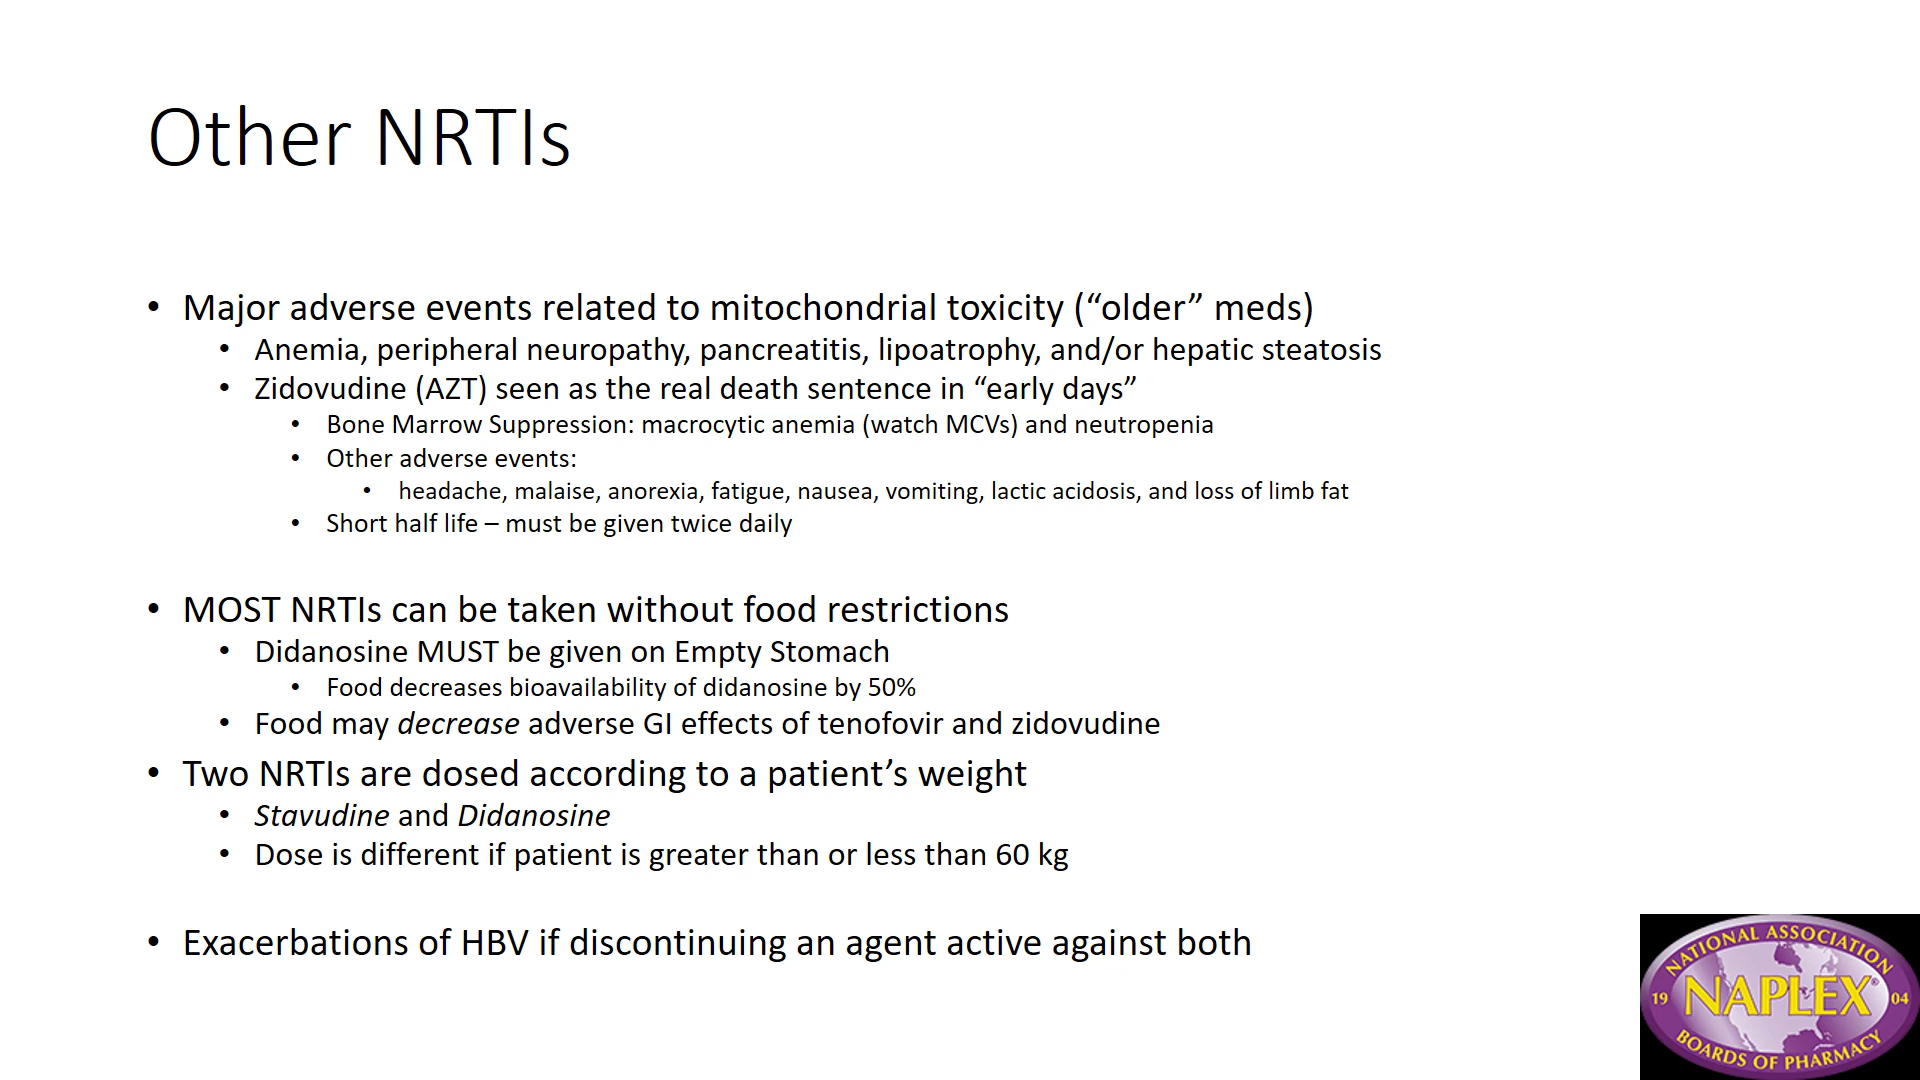 Other NRTIs
• Major adverse events related to mitochondrial toxicity (“older” meds)
• Anemia, peripheral neuropathy, pancreatitis, lipoatrophy, and/or hepatic steatosis
• Zidovudine (AZT) seen as the real death sentence in “early days”
• Bone Marrow Suppression: macrocytic anemia (watch MCVs) and neutropenia
• Other adverse events:
• headache, malaise, anorexia, fatigue, nausea, vomiting, lactic acidosis, and loss of limb fat
• Short half life – must be given twice daily
• MOST NRTIs can be taken without food restrictions
• Didanosine MUST be given on Empty Stomach
• Food decreases bioavailability of didanosine by 50%
• Food may decrease adverse GI effects of tenofovir and zidovudine
• Two NRTIs are dosed according to a patient’s weight
• Stavudine and Didanosine
• Dose is different if patient is greater than or less than 60 kg
• Exacerbations of HBV if discontinuing an agent active against both
NATIONAL ASSOCIATION
19 NAPLEX® 04
BOARDS OF PHARMACY